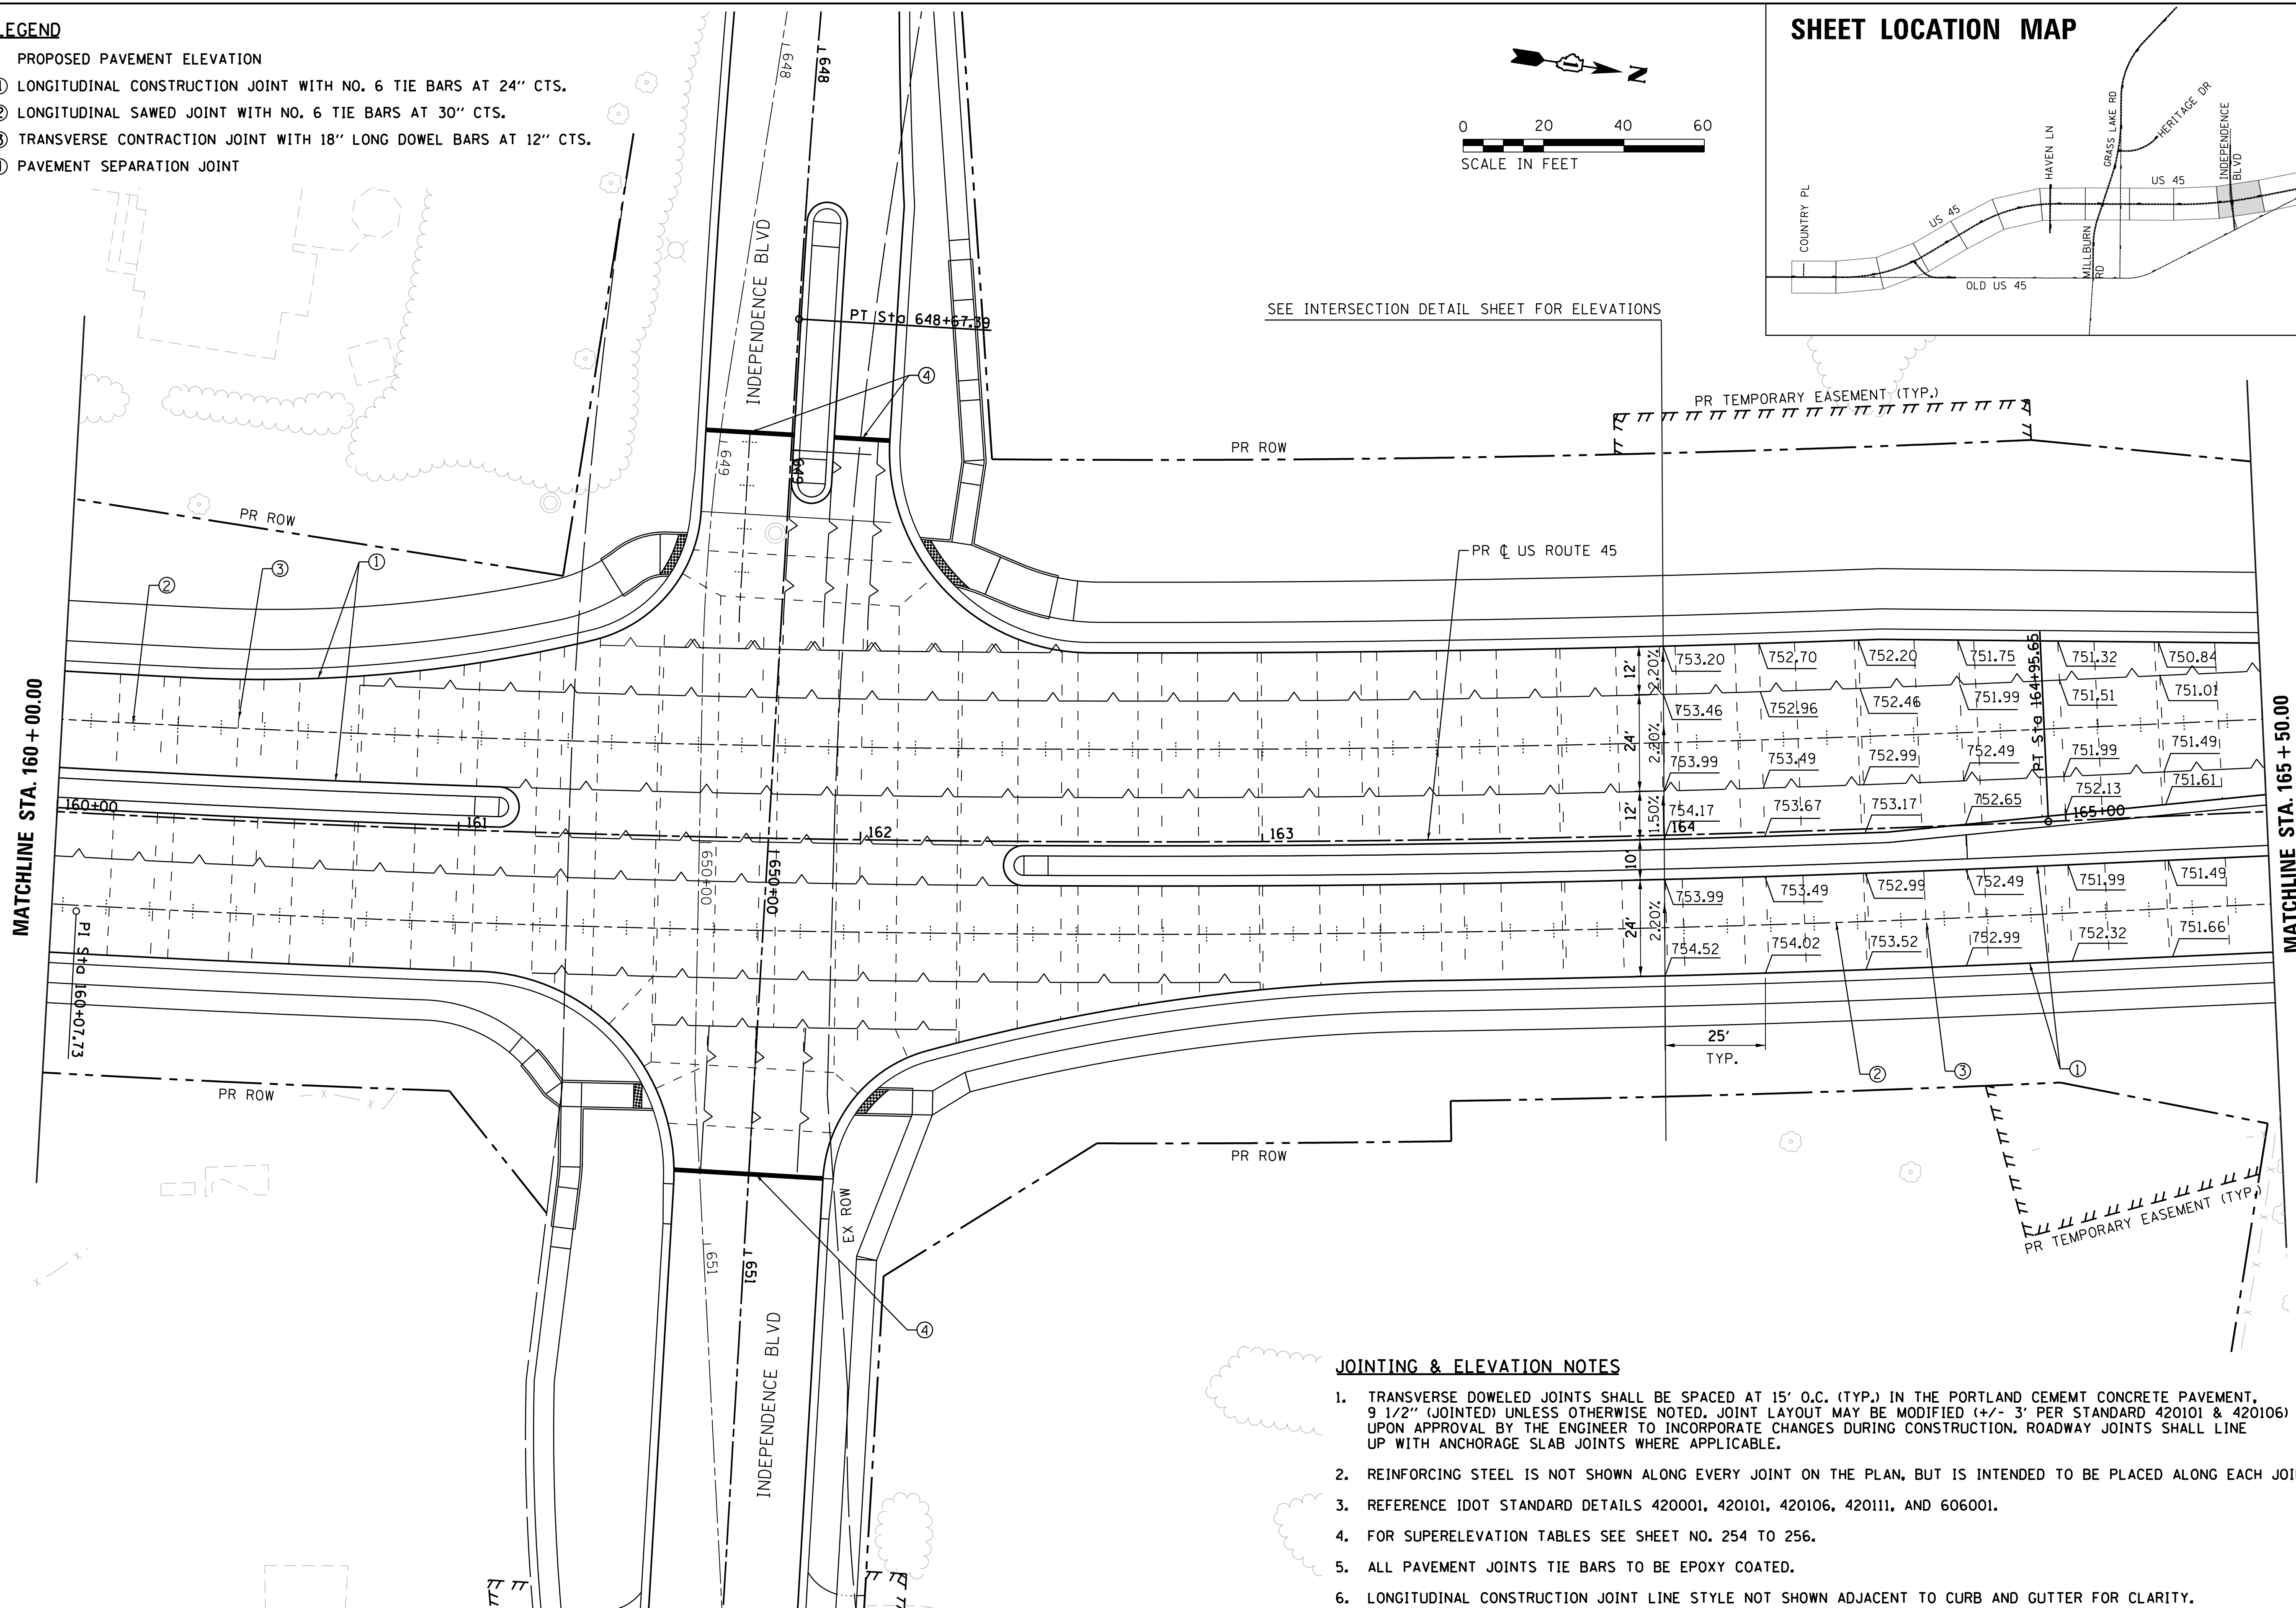 LEGEND
PROPOSED PAVEMENT ELEVATION
LONGITUDINAL CONSTRUCTION JOINT WITH NO. 6 TIE BARS AT 24" CTS.
LONGITUDINAL SAWED JOINT WITH NO. 6 TIE BARS AT 30" CTS.
TRANSVERSE CONTRACTION JOINT WITH 18" LONG DOWEL BARS AT 12" CTS.
PAVEMENT SEPARATION JOINT
648
648
1
N
0 20 40 60
SCALE IN FEET
SHEET LOCATION MAP
COUNTRY PL
US 45
HAVEN LN
GRASS LAKE RD
HERITAGE DR
INDEPENDENCE BLVD
US 45
MILLBURN RD
OLD US 45
INDEPENDENCE BLVD
PT Sta 648+67.39
SEE INTERSECTION DETAIL SHEET FOR ELEVATIONS
4
PR TEMPORARY EASEMENT (TYP.)
PR ROW
649
649
PR ROW
2
3
1
PR ℄ US ROUTE 45
MATCHLINE STA. 160+00.00
MATCHLINE STA. 165+50.00
12'
2.20%
753.20 752.70 752.20 751.75 751.32 750.84
PT Sta 164+95.65
24'
2.20%
753.46 752.96 752.46 751.99 751.51 751.01
753.99 753.49 752.99 752.49 751.99 751.49
12'
1.50%
754.17 753.67 753.17 752.65 752.13 751.61
160+00
161
162
163
164
165+00
650+00
650+00
10'
753.99 753.49 752.99 752.49 751.99 751.49
24'
2.20%
754.52 754.02 753.52 752.99 752.32 751.66
PT Sta 160+07.73
25'
TYP.
2
3
1
PR ROW
PR ROW
EX ROW
651
651
PR TEMPORARY EASEMENT (TYP.)
4
INDEPENDENCE BLVD
JOINTING & ELEVATION NOTES
1. TRANSVERSE DOWELED JOINTS SHALL BE SPACED AT 15' O.C. (TYP.) IN THE PORTLAND CEMEMT CONCRETE PAVEMENT,
9 1/2" (JOINTED) UNLESS OTHERWISE NOTED. JOINT LAYOUT MAY BE MODIFIED (+/- 3' PER STANDARD 420101 & 420106)
UPON APPROVAL BY THE ENGINEER TO INCORPORATE CHANGES DURING CONSTRUCTION. ROADWAY JOINTS SHALL LINE
UP WITH ANCHORAGE SLAB JOINTS WHERE APPLICABLE.
2. REINFORCING STEEL IS NOT SHOWN ALONG EVERY JOINT ON THE PLAN, BUT IS INTENDED TO BE PLACED ALONG EACH
3. REFERENCE IDOT STANDARD DETAILS 420001, 420101, 420106, 420111, AND 606001.
4. FOR SUPERELEVATION TABLES SEE SHEET NO. 254 TO 256.
5. ALL PAVEMENT JOINTS TIE BARS TO BE EPOXY COATED.
6. LONGITUDINAL CONSTRUCTION JOINT LINE STYLE NOT SHOWN ADJACENT TO CURB AND GUTTER FOR CLARITY.